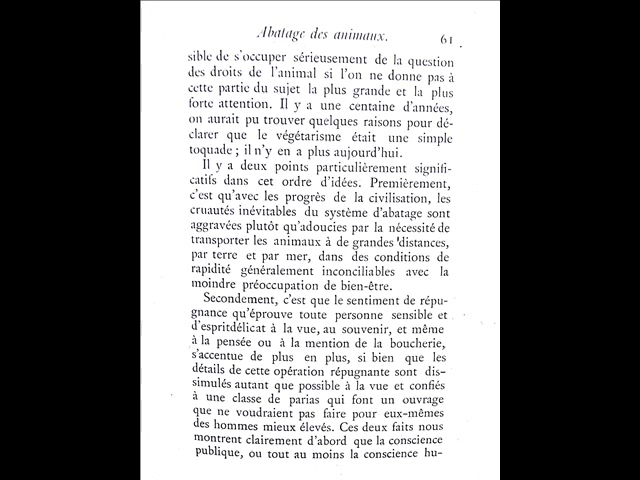 Abatage des animaux. 61
sible de s'occuper sérieusement de la question
des droits de l'animal si l'on ne donne pas à
cette partie du sujet la plus grande et la plus
forte attention. Il y a une centaine d'années,
on aurait pu trouver quelques raisons pour dé-
clarer que le végétarisme était une simple
toquade ; il n'y en a plus aujourd'hui.
Il y a deux points particulièrement signifi-
catifs dans cet ordre d'idées. Premièrement,
c'est qu'avec les progrès de la civilisation, les
cruautés inévitables du système d'abatage sont
aggravées plutôt qu'adoucies par la nécessité de
transporter les animaux à de grandes distances,
par terre et par mer, dans des conditions de
rapidité généralement inconciliables avec la
moindre préoccupation de bien-être.
Secondement, c'est que le sentiment de répu-
gnance qu'éprouve toute personne sensible et
d'espritdélicat à la vue, au souvenir, et même
à la pensée ou à la mention de la boucherie,
s'accentue de plus en plus, si bien que les
détails de cette opération répugnante sont dis-
simulés autant que possible à la vue et confiés
à une classe de parias qui font un ouvrage
que ne voudraient pas faire pour eux-mêmes
des hommes mieux élevés. Ces deux faits nous
montrent clairement d'abord que la conscience
publique, ou tout au moins la conscience hu-